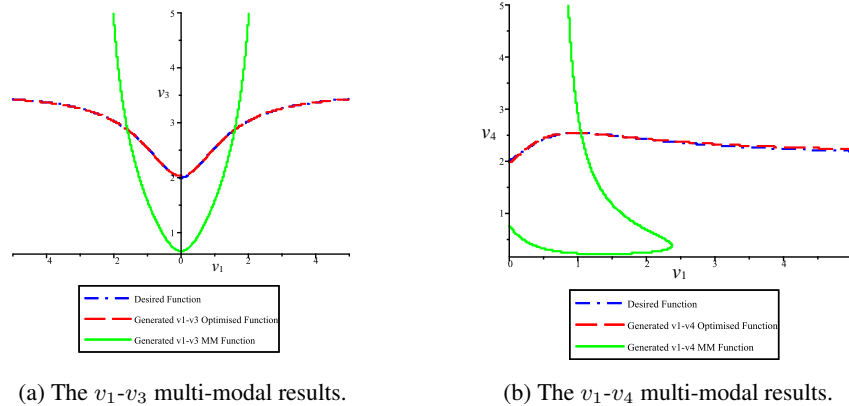 5
4
v3
3
2
1
4 2 0 2 4
v1
Desired Function
Generated v1-v3 Optimised Function
Generated v1-v3 MM Function
(a) The v1-v3 multi-modal results.
5
4
3
v4
2
1
0 1 2 3 4
v1
Desired Function
Generated v1-v4 Optimised Function
Generated v1-v4 MM Function
(b) The v1-v4 multi-modal results.